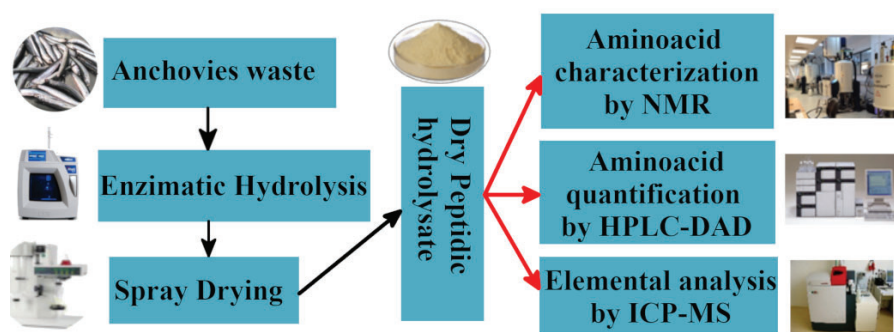 Anchovies waste
Enzimatic Hydrolysis
Spray Drying
Dry Peptidic
hydrolysate
Aminoacid
characterization
by NMR
Aminoacid
quantification
by HPLC-DAD
Elemental analysis
by ICP-MS